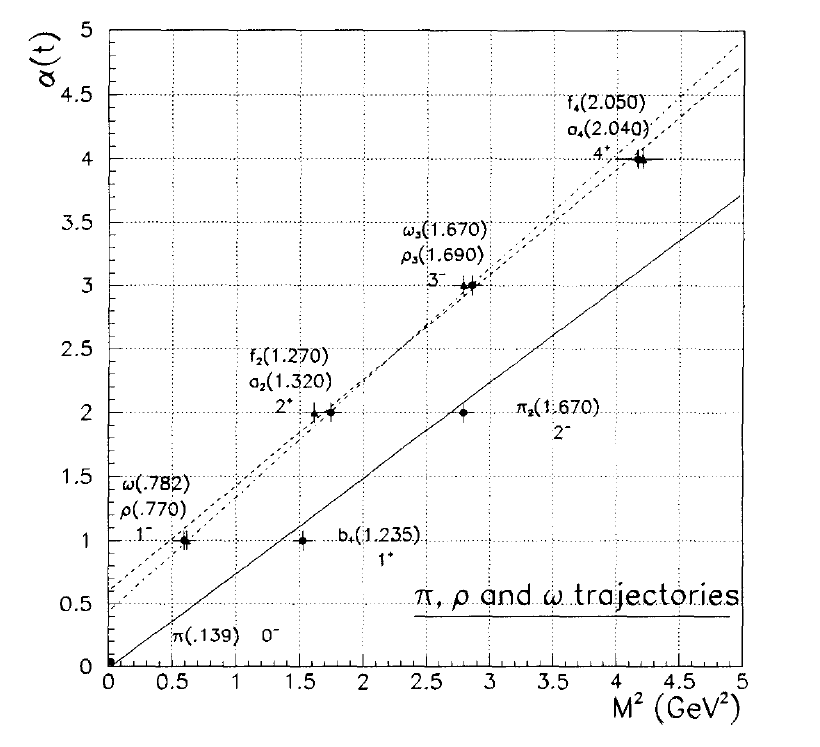 α(t)
5
4.5
4
3.5
3
2.5
2
1.5
1
0.5
0
f₄(2.050)
a₄(2.040)
4⁺
ω₃(1.670)
ρ₃(1.690)
3⁻
f₂(1.270)
a₂(1.320)
2⁺
π₂(1.670)
2⁻
ω(.782)
ρ(.770)
1⁻
b₁(1.235)
1⁺
π, ρ and ω trajectories
π(.139) 0⁻
0 0.5 1 1.5 2 2.5 3 3.5 4 4.5 5
M² (GeV²)